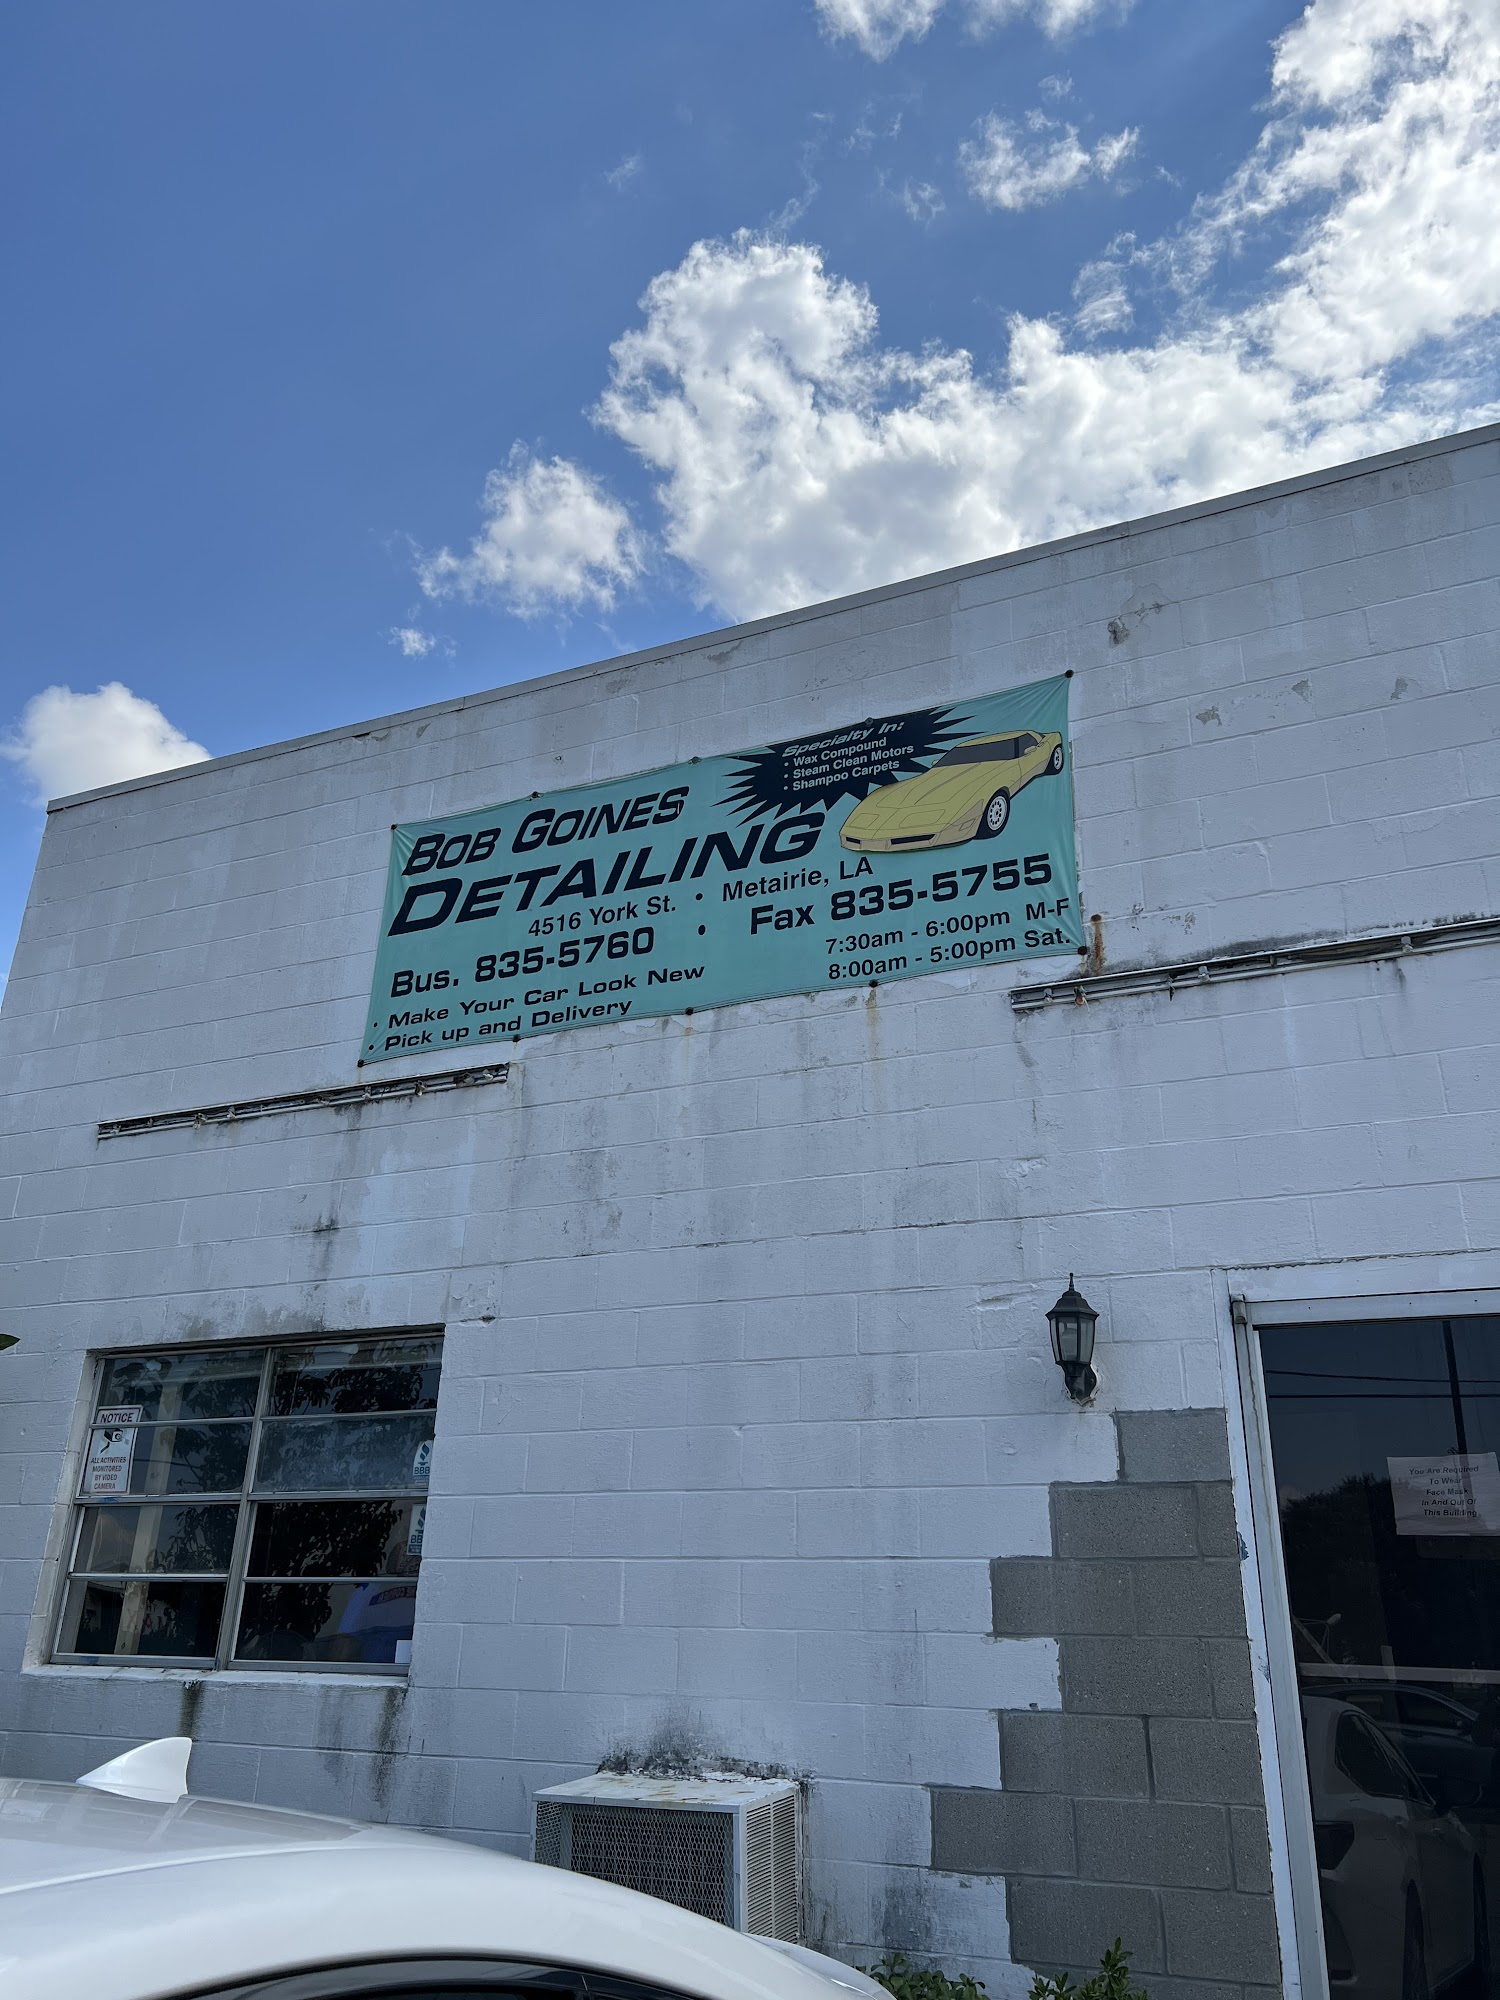 Specialty In:
• Wax Compound
• Steam Clean Motors
• Shampoo Carpets
BOB GOINES
DETAILING
4516 York St. • Metairie, LA
Bus. 835-5760 • Fax 835-5755
7:30am - 6:00pm M-F
8:00am - 5:00pm Sat.
• Make Your Car Look New
• Pick up and Delivery
NOTICE
ALL ACTIVITIES
MONITORED
BY VIDEO
CAMERA
BBB
BBB
You Are Required
To Wear
Face Mask
In And Out Of
This Building